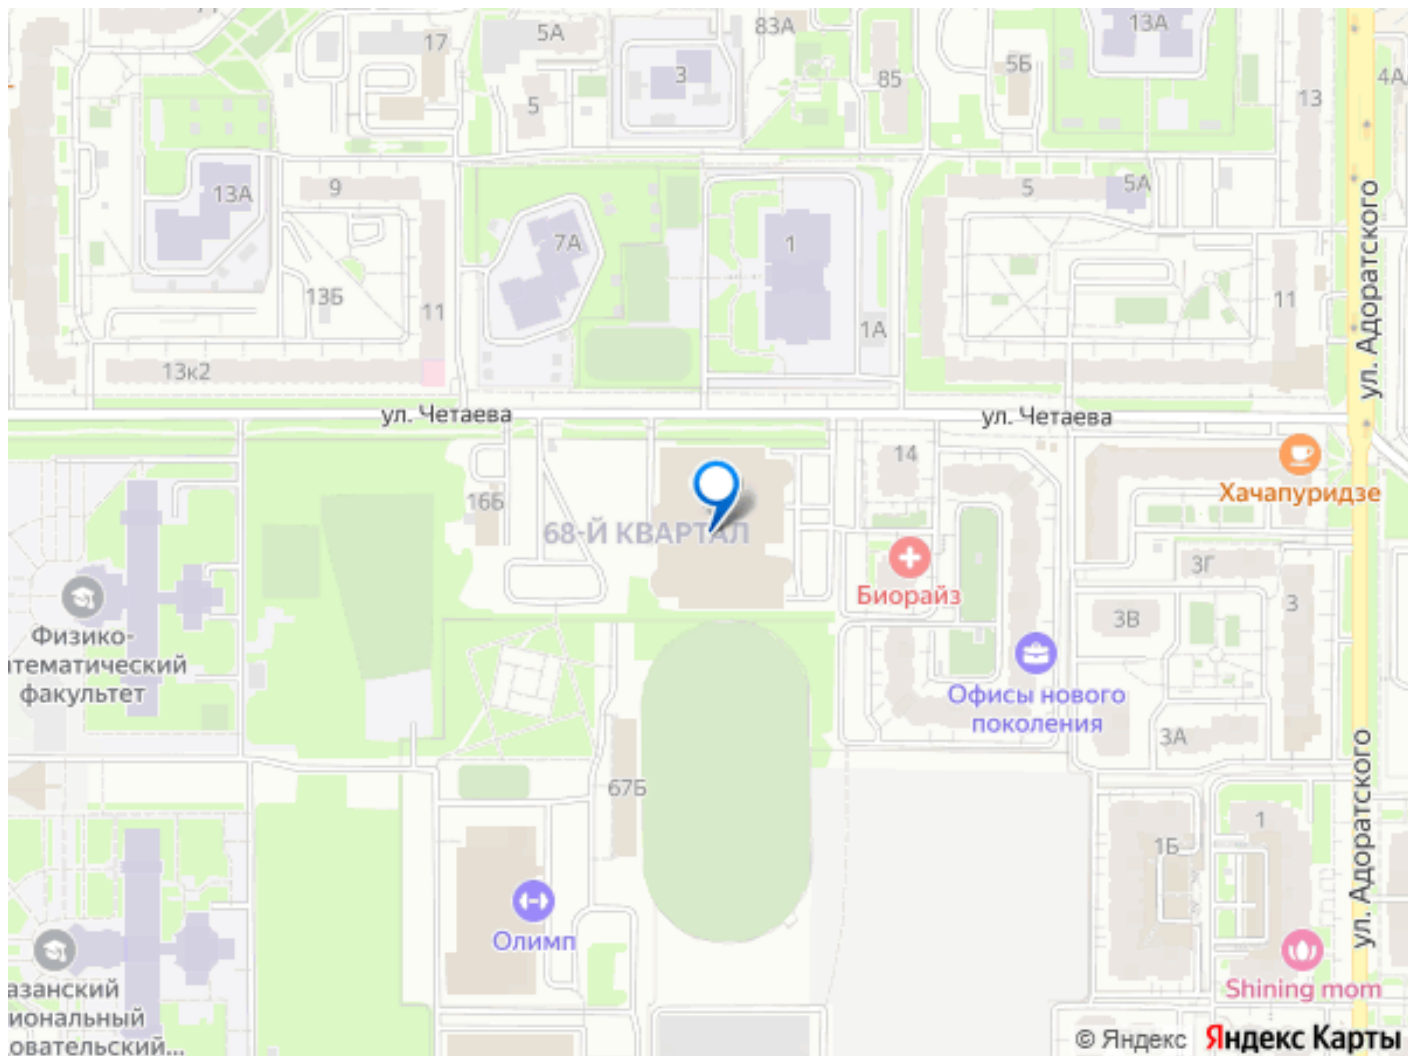 17
5А
83А
13А
3
5Б
85
13
4А
5
13А
9
5
5А
7А
1
13Б
11
1А
11
13к2
ул. Адоратского
ул. Четаева
ул. Четаева
14
Хачапуридзе
16Б
68-Й КВАРТАЛ
Биорайз
3Г
3В
3
Физико-
тематический
факультет
Офисы нового
поколения
3А
67Б
1
1Б
ул. Адоратского
Олимп
Shining mom
азанский
иональный
овательский...
© Яндекс Яндекс Карты